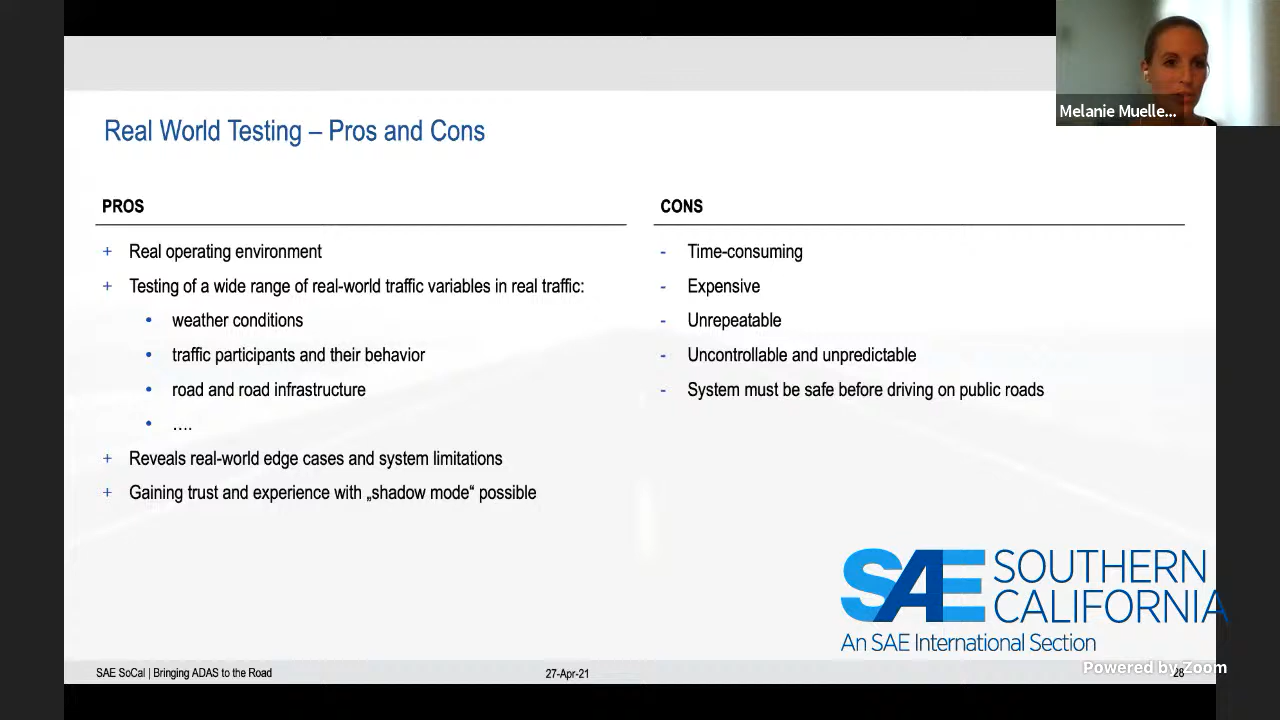 Melanie Muelle...
Real World Testing – Pros and Cons
PROS
+ Real operating environment
+ Testing of a wide range of real-world traffic variables in real traffic:
• weather conditions
• traffic participants and their behavior
• road and road infrastructure
• ....
+ Reveals real-world edge cases and system limitations
+ Gaining trust and experience with „shadow mode“ possible
CONS
- Time-consuming
- Expensive
- Unrepeatable
- Uncontrollable and unpredictable
- System must be safe before driving on public roads
SAE SOUTHERN
CALIFORNIA
An SAE International Section
SAE SoCal | Bringing ADAS to the Road
27-Apr-21
28
Powered by Zoom